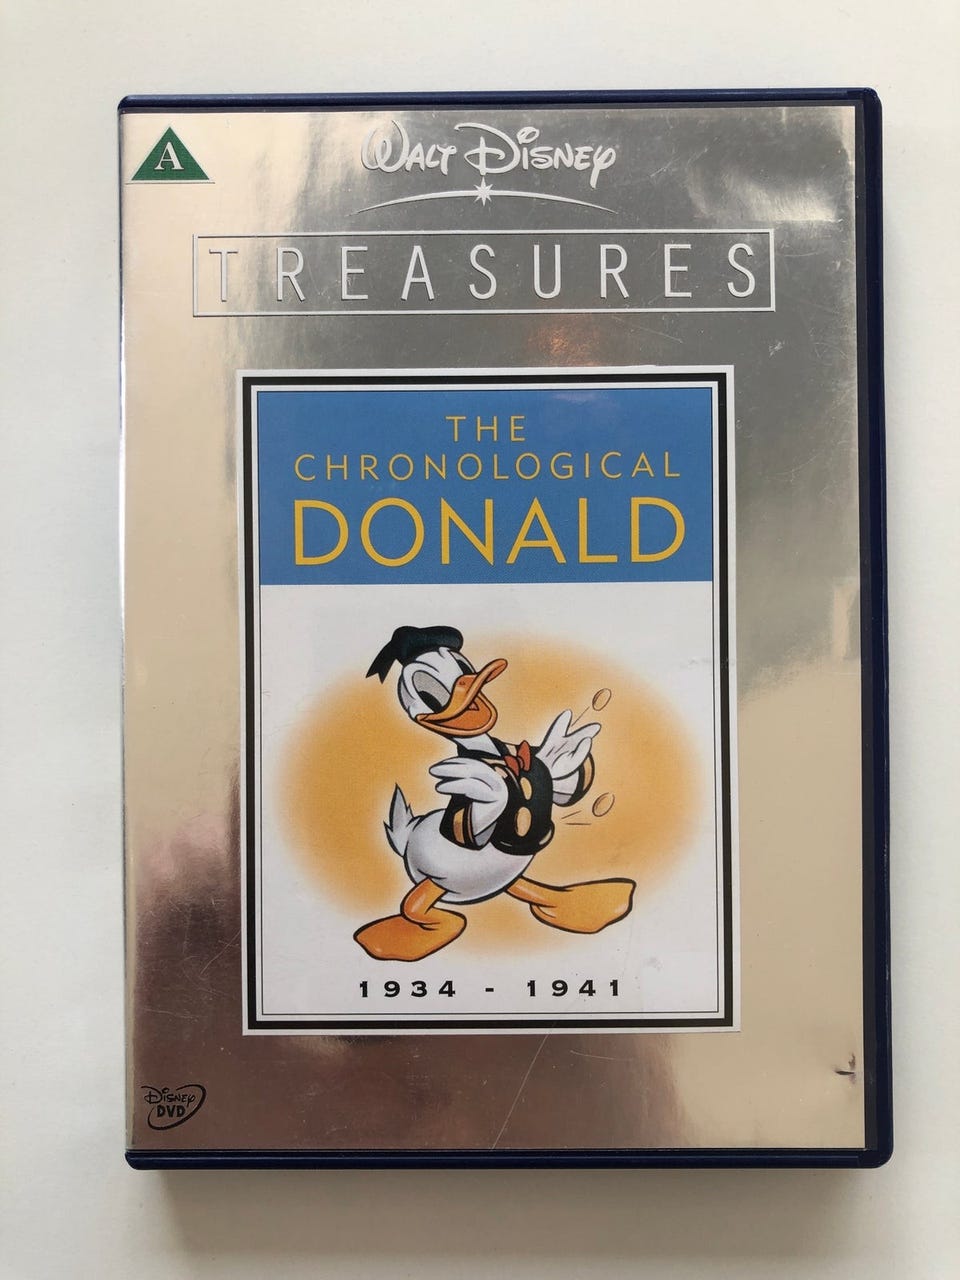 A
WALT DISNEY
TREASURES
THE
CHRONOLOGICAL
DONALD
1934 - 1941
DISNEY
DVD